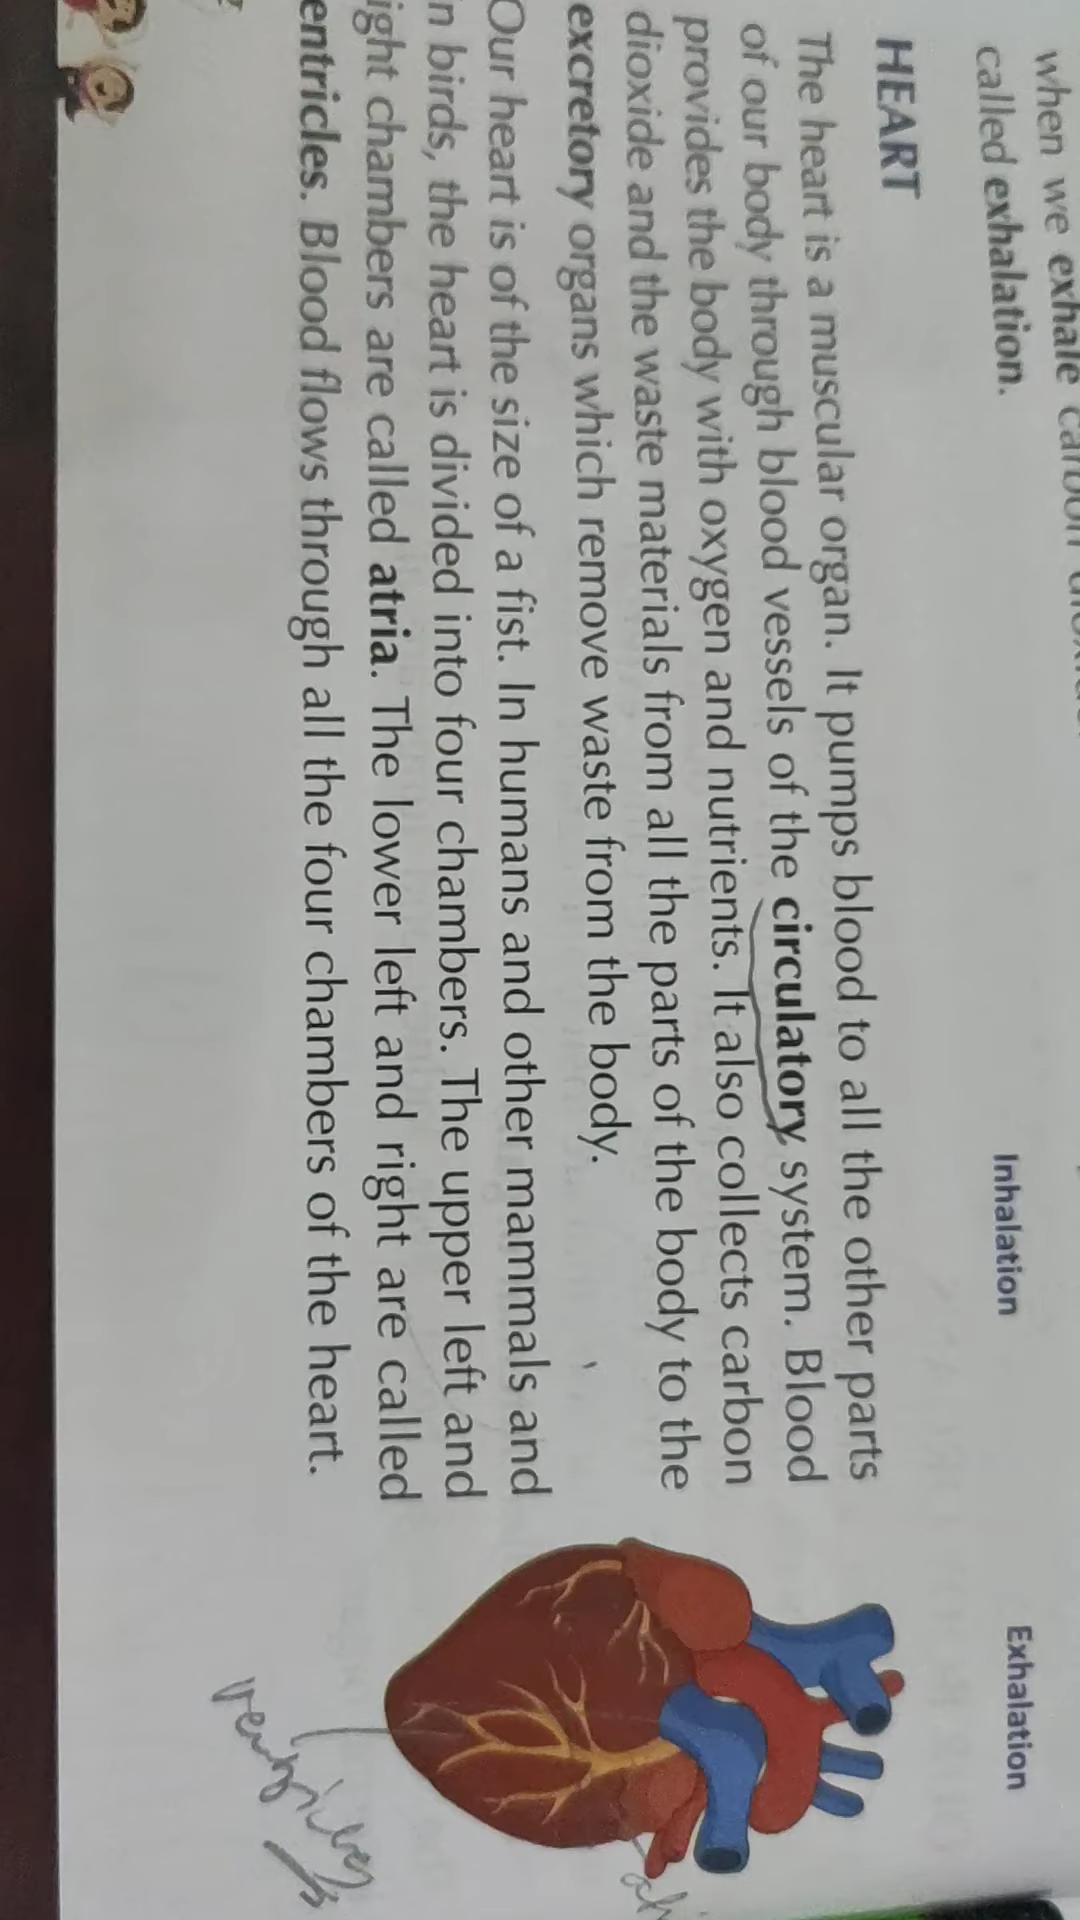 when we exhale carbon
called exhalation.
Inhalation
Exhalation
HEART
The heart is a muscular organ. It pumps blood to all the other parts
of our body through blood vessels of the circulatory system. Blood
provides the body with oxygen and nutrients. It also collects carbon
dioxide and the waste materials from all the parts of the body to the
excretory organs which remove waste from the body.
Our heart is of the size of a fist. In humans and other mammals and
n birds, the heart is divided into four chambers. The upper left and
ight chambers are called atria. The lower left and right are called
entricles. Blood flows through all the four chambers of the heart.